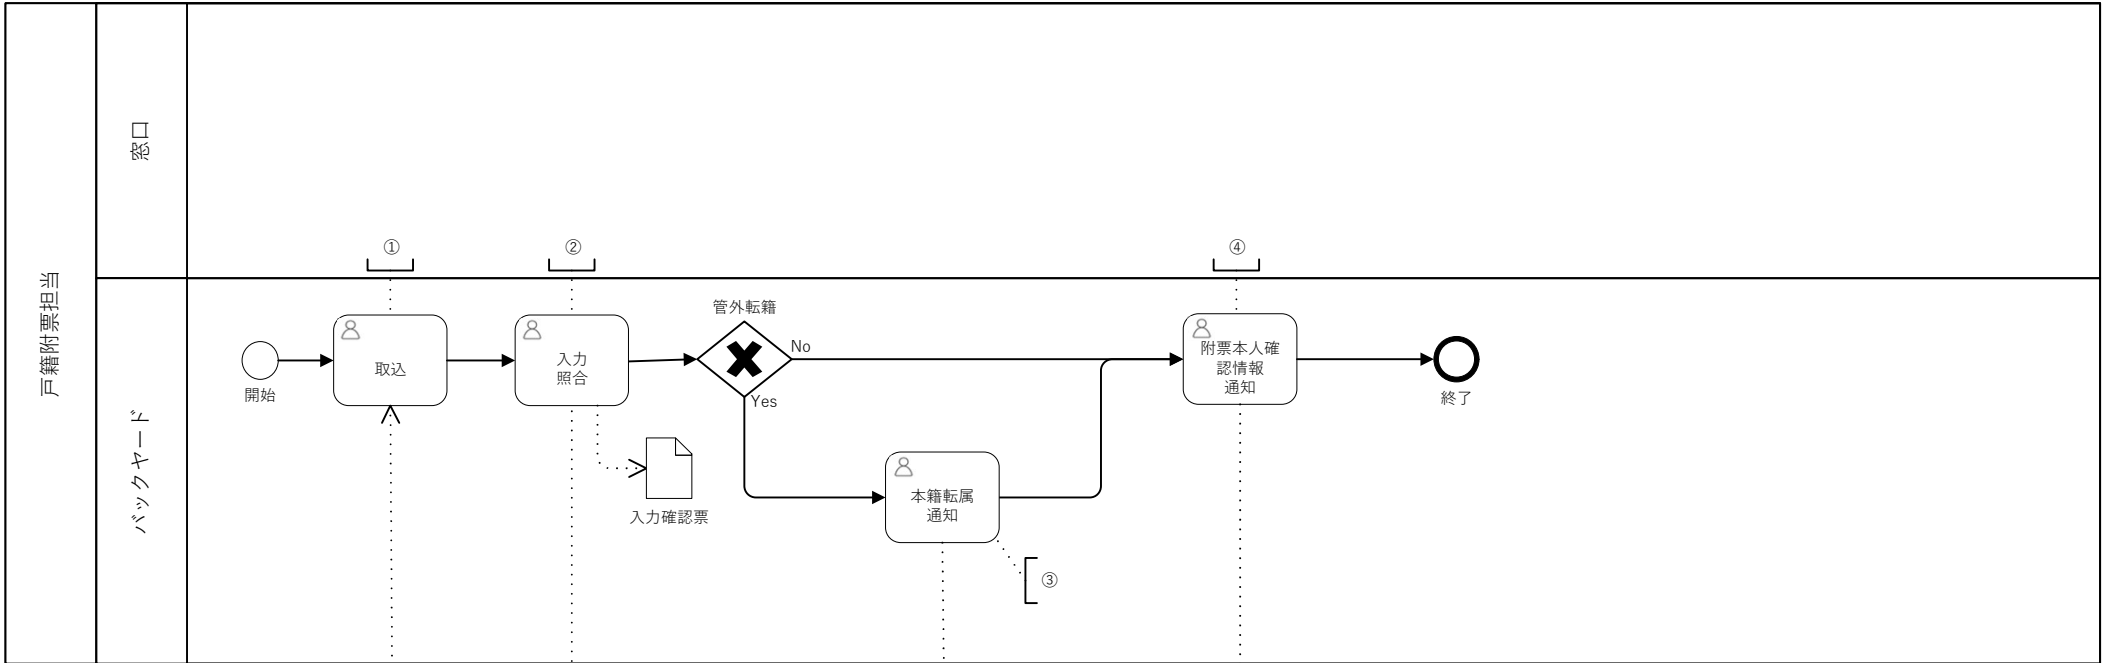 戸籍附票担当
窓口
バックヤード
①
②
④
管外転籍
開始
取込
入力
照合
No
Yes
附票本人確
認情報
通知
終了
入力確認票
本籍転属
通知
③